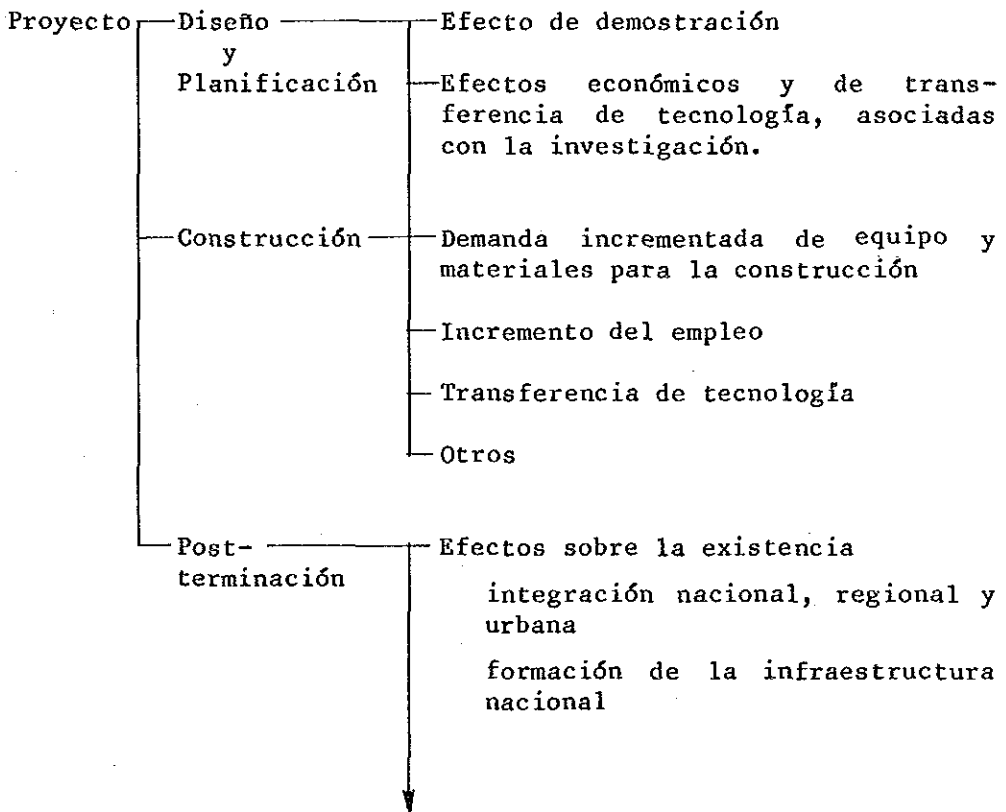 Proyecto Diseño Efecto de demostración
y
Planificación Efectos económicos y de trans-
ferencia de tecnología, asociadas
con la investigación.
Construcción Demanda incrementada de equipo y
materiales para la construcción
Incremento del empleo
Transferencia de tecnología
Otros
Post- Efectos sobre la existencia
terminación
integración nacional, regional y
urbana
formación de la infraestructura
nacional